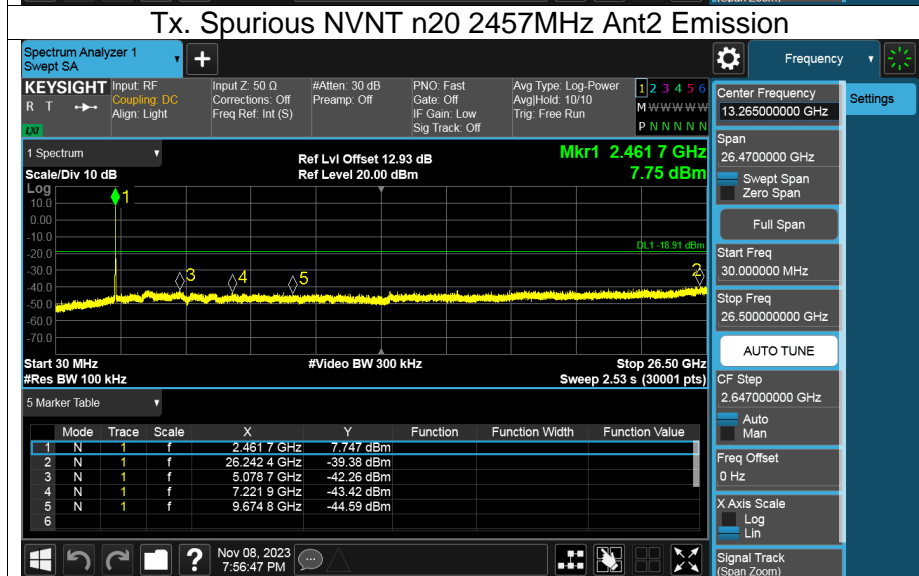 (Span Zoom)
Tx. Spurious NVNT n20 2457MHz Ant2 Emission
Spectrum Analyzer 1
Swept SA
Frequency
KEYSIGHT
R T
LXI
Input: RF
Coupling: DC
Align: Light
Input Z: 50 Ω
Corrections: Off
Freq Ref: Int (S)
#Atten: 30 dB
Preamp: Off
PNO: Fast
Gate: Off
IF Gain: Low
Sig Track: Off
Avg Type: Log-Power
Avg|Hold: 10/10
Trig: Free Run
1 2 3 4 5 6
M W W W W W
P N N N N N
1 Spectrum
Scale/Div 10 dB
Ref Lvl Offset 12.93 dB
Ref Level 20.00 dBm
Mkr1 2.461 7 GHz
7.75 dBm
Log
10.0
0.00
-10.0
-20.0
-30.0
-40.0
-50.0
-60.0
-70.0
1
3
4
5
2
DL1 -18.91 dBm
Start 30 MHz
#Res BW 100 kHz
#Video BW 300 kHz
Stop 26.50 GHz
Sweep 2.53 s (30001 pts)
5 Marker Table
Mode Trace Scale X Y Function Function Width Function Value
1 N 1 f 2.461 7 GHz 7.747 dBm
2 N 1 f 26.242 4 GHz -39.38 dBm
3 N 1 f 5.078 7 GHz -42.26 dBm
4 N 1 f 7.221 9 GHz -43.42 dBm
5 N 1 f 9.674 8 GHz -44.59 dBm
6
?
Nov 08, 2023
7:56:47 PM
Center Frequency
13.265000000 GHz
Settings
Span
26.4700000 GHz
Swept Span
Zero Span
Full Span
Start Freq
30.000000 MHz
Stop Freq
26.500000000 GHz
AUTO TUNE
CF Step
2.647000000 GHz
Auto
Man
Freq Offset
0 Hz
X Axis Scale
Log
Lin
Signal Track
(Span Zoom)